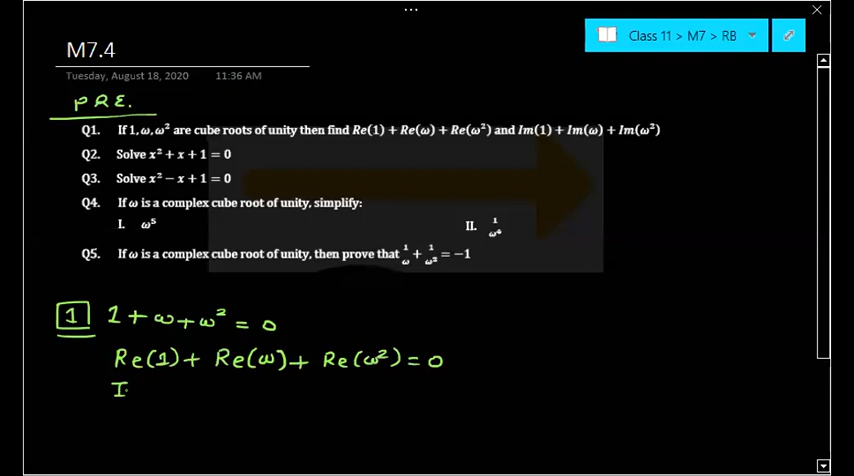 Class 11 > M7 > RB
M7.4
Tuesday, August 18, 2020 11:36 AM
PRE.
Q1. If 1, ω, ω² are cube roots of unity then find Re(1) + Re(ω) + Re(ω²) and Im(1) + Im(ω) + Im(ω²)
Q2. Solve x² + x + 1 = 0
Q3. Solve x² − x + 1 = 0
Q4. If ω is a complex cube root of unity, simplify:
I. ω⁵ II. 1/ω⁴
Q5. If ω is a complex cube root of unity, then prove that 1/ω + 1/ω² = −1
1 1 + ω + ω² = 0
Re(1) + Re(ω) + Re(ω²) = 0
I